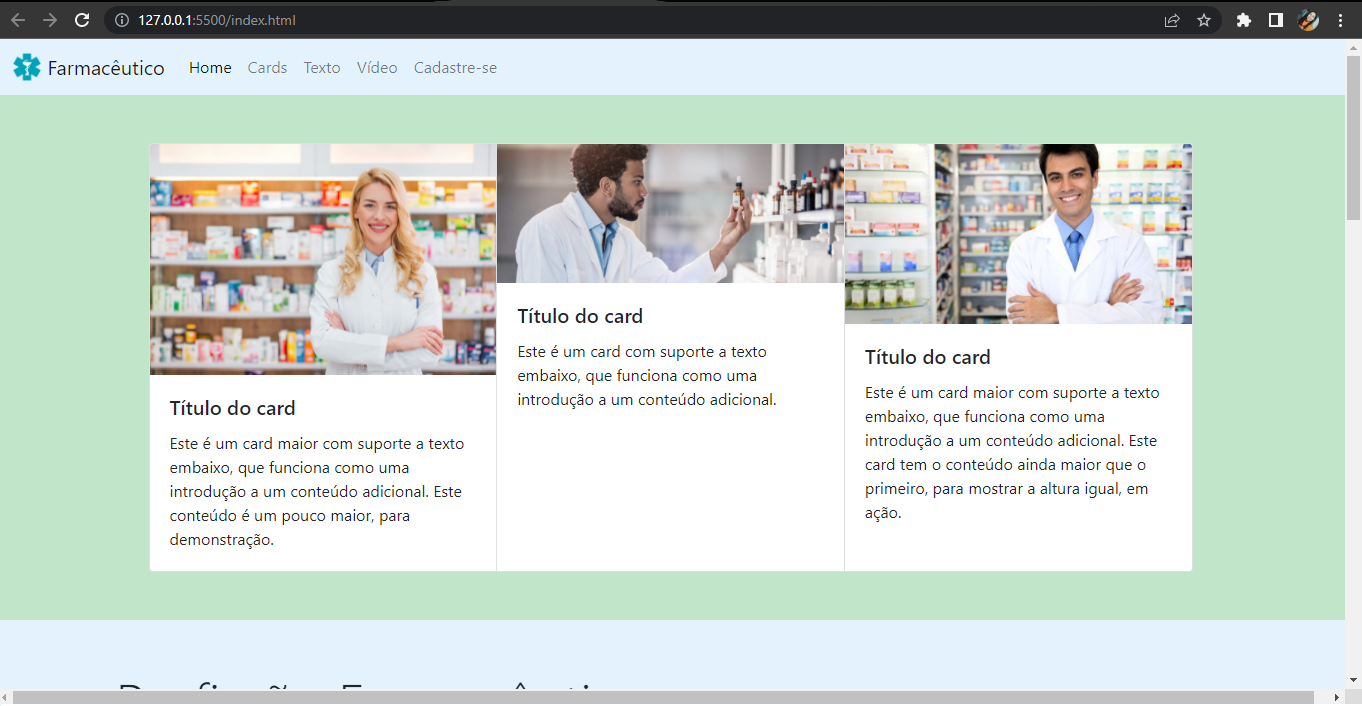 127.0.0.1:5500/index.html
Farmacêutico Home Cards Texto Vídeo Cadastre-se
Título do card
Este é um card maior com suporte a texto
embaixo, que funciona como uma
introdução a um conteúdo adicional. Este
conteúdo é um pouco maior, para
demonstração.
Título do card
Este é um card com suporte a texto
embaixo, que funciona como uma
introdução a um conteúdo adicional.
Título do card
Este é um card maior com suporte a texto
embaixo, que funciona como uma
introdução a um conteúdo adicional. Este
card tem o conteúdo ainda maior que o
primeiro, para mostrar a altura igual, em
ação.